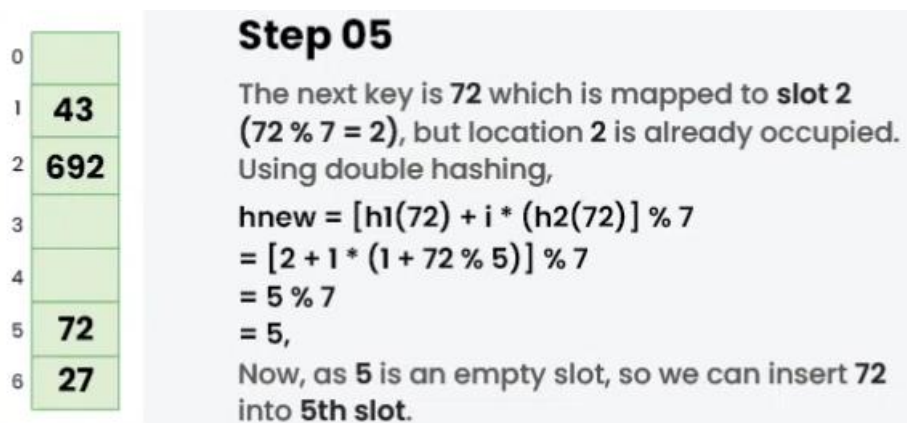 0
1 43
2 692
3
4
5 72
6 27
Step 05
The next key is 72 which is mapped to slot 2
(72 % 7 = 2), but location 2 is already occupied.
Using double hashing,
hnew = [h1(72) + i * (h2(72)] % 7
= [2 + 1 * (1 + 72 % 5)] % 7
= 5 % 7
= 5,
Now, as 5 is an empty slot, so we can insert 72
into 5th slot.